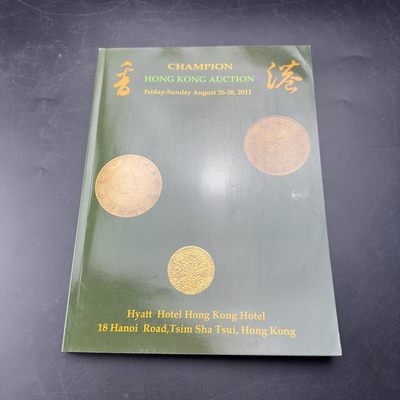 香 港
CHAMPION
HONG KONG AUCTION
Friday-Sunday August 26-28, 2011
Hyatt Hotel Hong Kong Hotel
18 Hanoi Road, Tsim Sha Tsui, Hung Kong